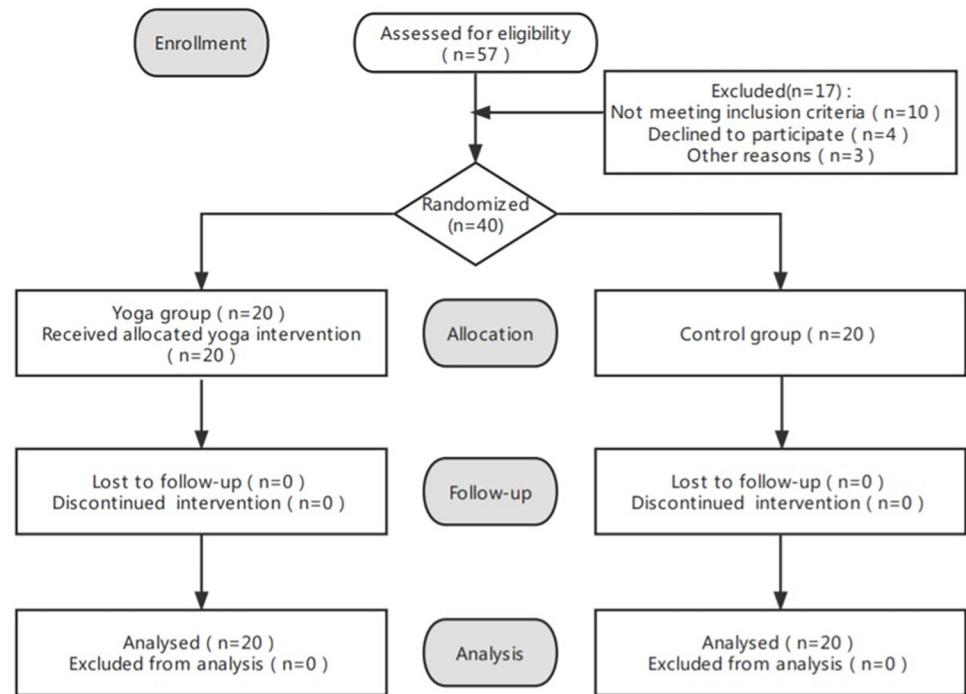 Enrollment
Assessed for eligibility
( n=57 )
Excluded(n=17) :
Not meeting inclusion criteria ( n=10 )
Declined to participate ( n=4 )
Other reasons ( n=3 )
Randomized
(n=40)
Yoga group ( n=20 )
Received allocated yoga intervention
( n=20 )
Allocation
Control group ( n=20 )
Lost to follow-up ( n=0 )
Discontinued intervention ( n=0 )
Follow-up
Lost to follow-up ( n=0 )
Discontinued intervention ( n=0 )
Analysed ( n=20 )
Excluded from analysis ( n=0 )
Analysis
Analysed ( n=20 )
Excluded from analysis ( n=0 )